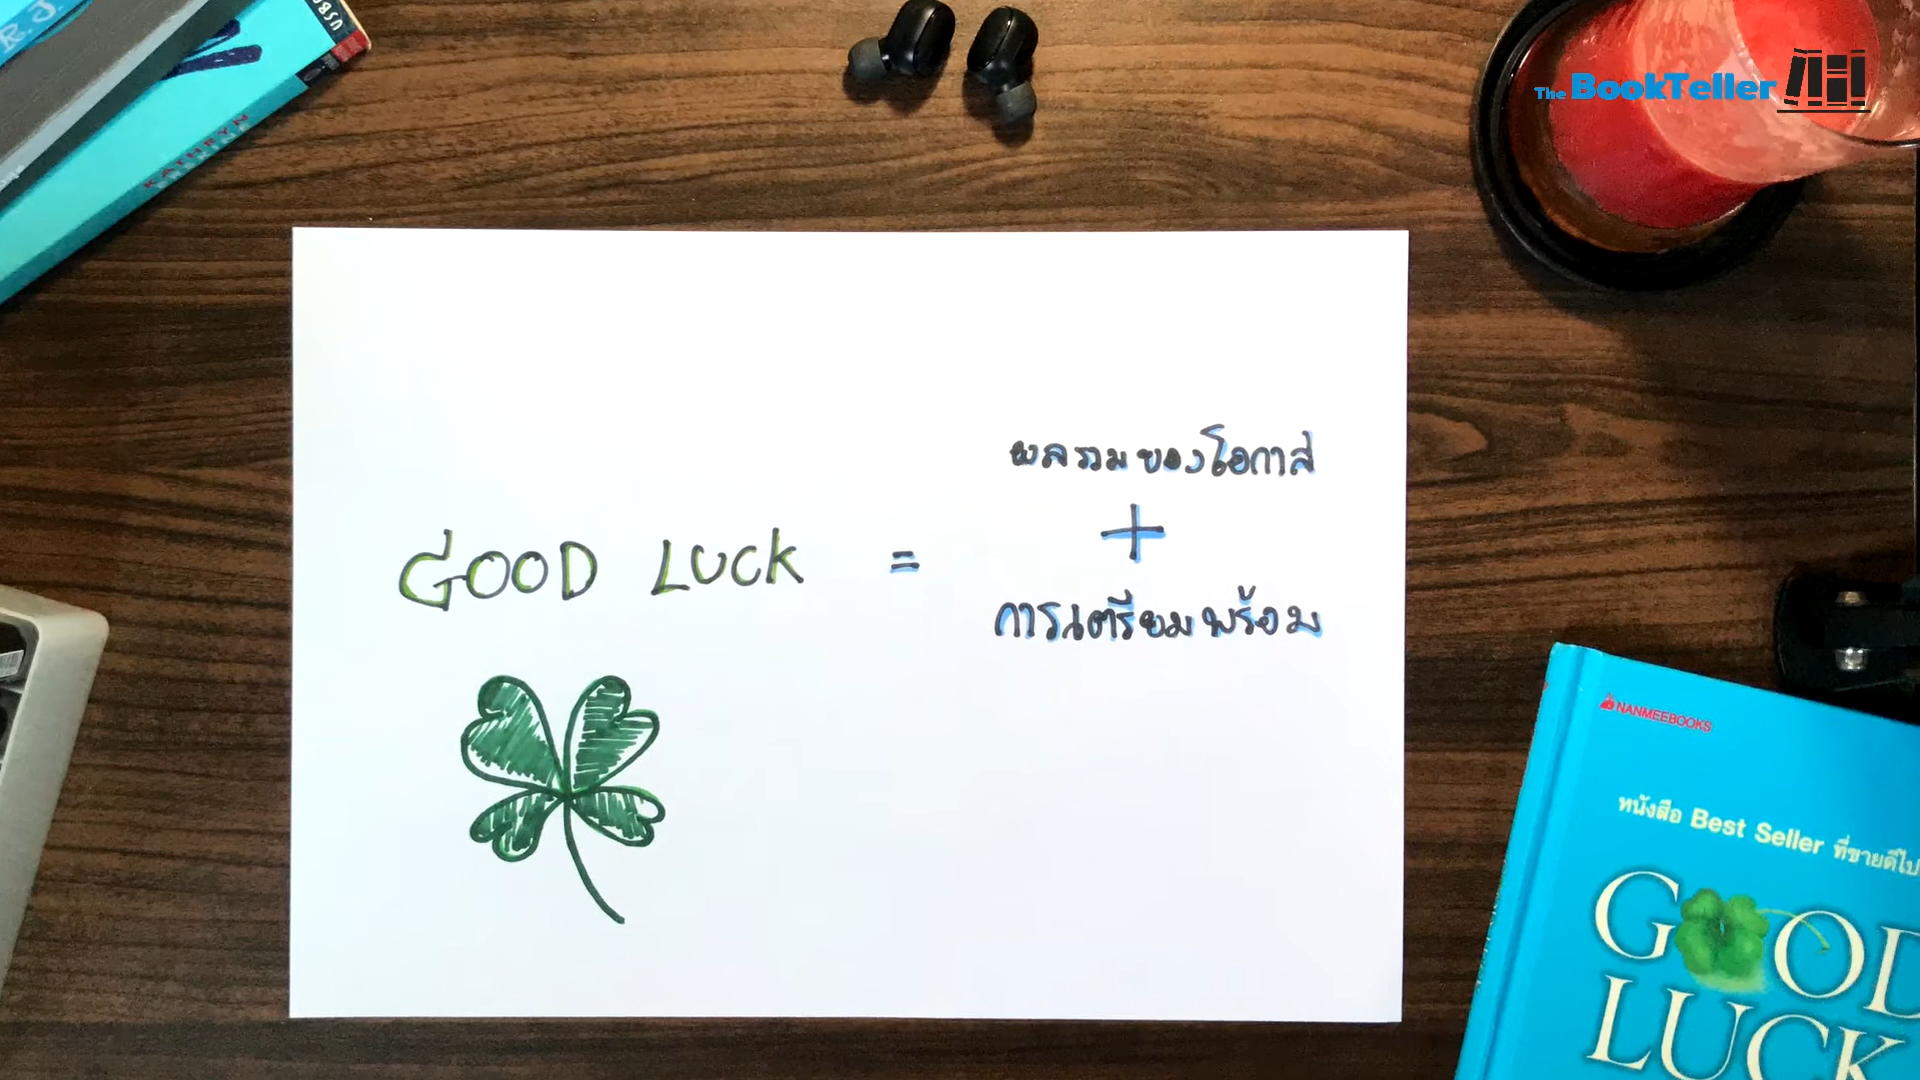 R.J.
USBO
KATHRYN
The BookTeller
ผลรวมของโอกาส
+
การเตรียมพร้อม
GOOD LUCK =
NANMEEBOOKS
หนังสือ Best Seller ที่ขายดีไป
GOOD
LUCK